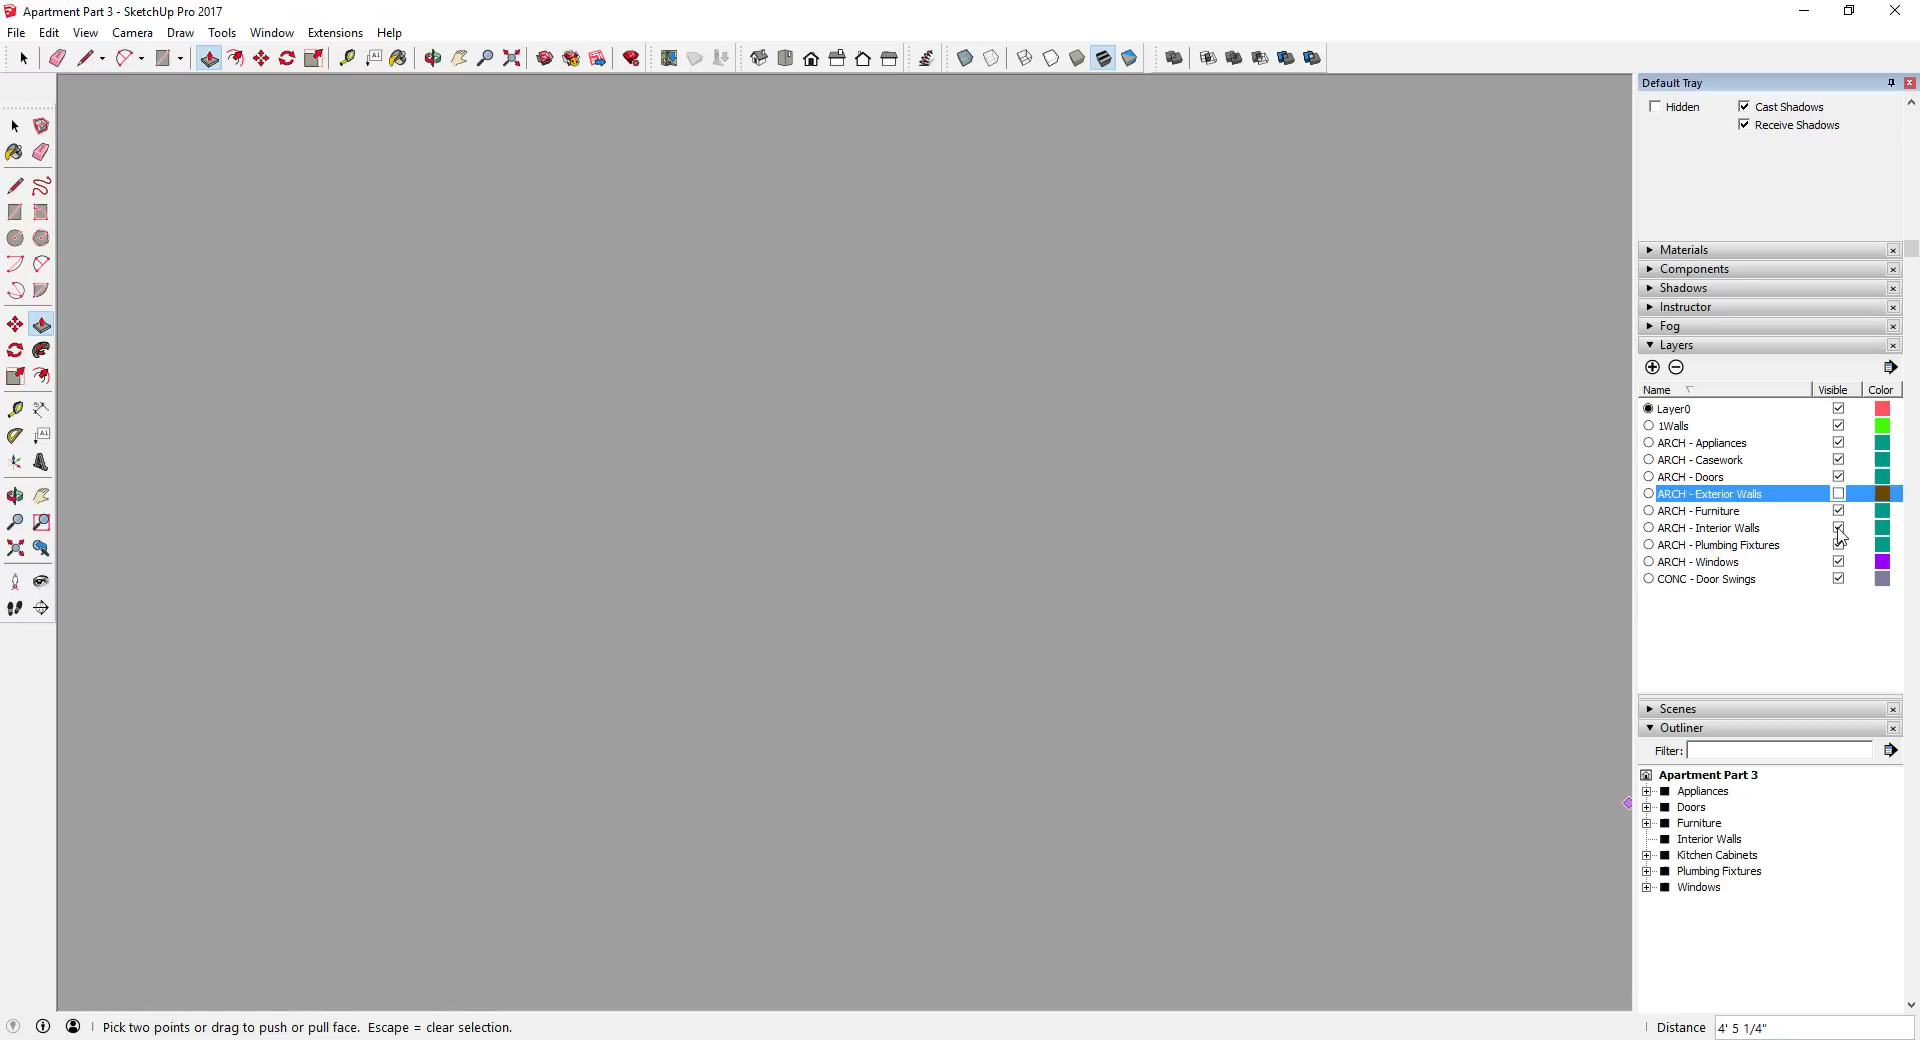 Apartment Part 3 - SketchUp Pro 2017
File Edit View Camera Draw Tools Window Extensions Help
Default Tray
Hidden Cast Shadows
Receive Shadows
Materials
Components
Shadows
Instructor
Fog
Layers
Name Visible Color
Layer0
1Walls
ARCH - Appliances
ARCH - Casework
ARCH - Doors
ARCH - Exterior Walls
ARCH - Furniture
ARCH - Interior Walls
ARCH - Plumbing Fixtures
ARCH - Windows
CONC - Door Swings
Scenes
Outliner
Filter:
Apartment Part 3
Appliances
Doors
Furniture
Interior Walls
Kitchen Cabinets
Plumbing Fixtures
Windows
Pick two points or drag to push or pull face. Escape = clear selection.
Distance 4' 5 1/4"